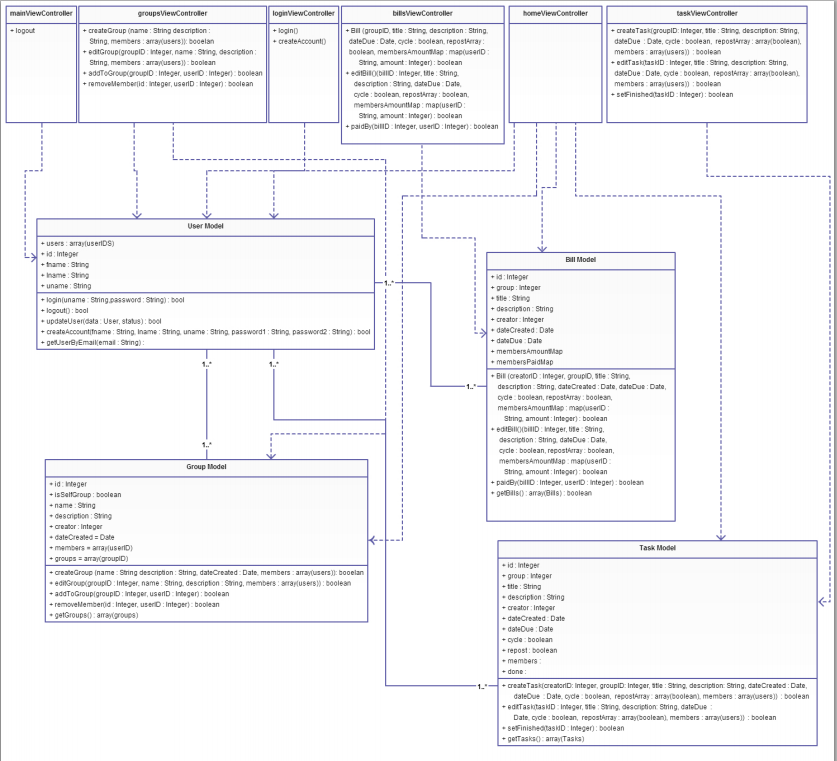 mainViewController
+ logout
groupsViewController
+ createGroup (name : String description :
String, members : array(users)): booelan
+ editGroup(groupID : Integer, name : String, description :
String, members : array(users)) : boolean
+ addToGroup(groupID : Integer, userID : Integer) : boolean
+ removeMember(id : Integer, userID : Integer) : boolean
loginViewController
+ login()
+ createAccount()
billsViewController
+ Bill (groupID, title : String, description : String,
dateDue : Date, cycle : boolean, repostArray :
boolean, membersAmountMap : map(userID :
String, amount : Integer) : boolean
+ editBill()(billID : Integer, title : String,
description : String, dateDue : Date,
cycle : boolean, repostArray : boolean,
membersAmountMap : map(userID :
String, amount : Integer) : boolean
+ paidBy(billID : Integer, userID : Integer) : boolean
homeViewController
taskViewController
+ createTask(groupID: Integer, title : String, description: String,
dateDue : Date, cycle : boolean, repostArray : array(boolean),
members : array(users)) : boolean
+ editTask(taskID : Integer, title : String, description: String,
dateDue : Date, cycle : boolean, repostArray : array(boolean),
members : array(users)) : boolean
+ setFinished(taskID : Integer) : boolean
User Model
+ users : array(userIDS)
+ id : Integer
+ fname : String
+ lname : String
+ uname : String
+ login(uname : String,password : String) : bool
+ logout() : bool
+ updateUser(data : User, status) : bool
+ createAccount(fname : String, lname : String, uname : String, password1 : String, password2 : String) : bool
+ getUserByEmail(email : String) :
1..*
1..*
1..*
1..*
1..*
1..*
Bill Model
+ id : Integer
+ group : Integer
+ title : String
+ description : String
+ creator : Integer
+ dateCreated : Date
+ dateDue : Date
+ membersAmountMap
+ membersPaidMap
+ Bill (creatorID : Integer, groupID, title : String,
description : String, dateCreated : Date, dateDue : Date,
cycle : boolean, repostArray : boolean,
membersAmountMap : map(userID :
String, amount : Integer) : boolean
+ editBill()(billID : Integer, title : String,
description : String, dateDue : Date,
cycle : boolean, repostArray : boolean,
membersAmountMap : map(userID :
String, amount : Integer) : boolean
+ paidBy(billID : Integer, userID : Integer) : boolean
+ getBills() : array(Bills) : boolean
Group Model
+ id : Integer
+ isSelfGroup : boolean
+ name : String
+ description : String
+ creator : Integer
+ dateCreated = Date
+ members = array(userID)
+ groups = array(groupID)
+ createGroup (name : String description : String, dateCreated : Date, members : array(users)): booelan
+ editGroup(groupID : Integer, name : String, description : String, members : array(users)) : boolean
+ addToGroup(groupID : Integer, userID : Integer) : boolean
+ removeMember(id : Integer, userID : Integer) : boolean
+ getGroups() : array(groups)
Task Model
+ id : Integer
+ group : Integer
+ title : String
+ description : String
+ creator : Integer
+ dateCreated : Date
+ dateDue : Date
+ cycle : boolean
+ repost : boolean
+ members :
+ done :
+ createTask(creatorID: Integer, groupID: Integer, title : String, description: String, dateCreated : Date,
dateDue : Date, cycle : boolean, repostArray : array(boolean), members : array(users)) : boolean
+ editTask(taskID : Integer, title : String, description: String, dateDue :
Date, cycle : boolean, repostArray : array(boolean), members : array(users)) : boolean
+ setFinished(taskID : Integer) : boolean
+ getTasks() : array(Tasks)